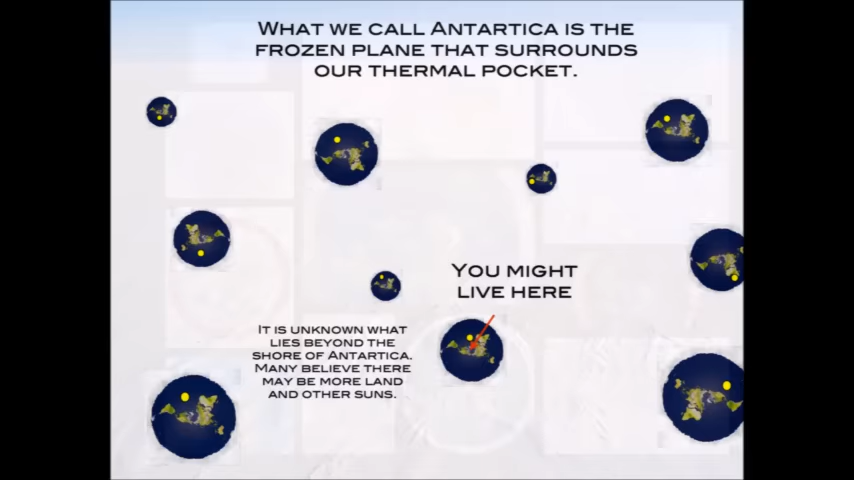 What we call Antartica is the
frozen plane that surrounds
our thermal pocket.
You might
live here
It is unknown what
lies beyond the
shore of Antartica.
Many believe there
may be more land
and other suns.